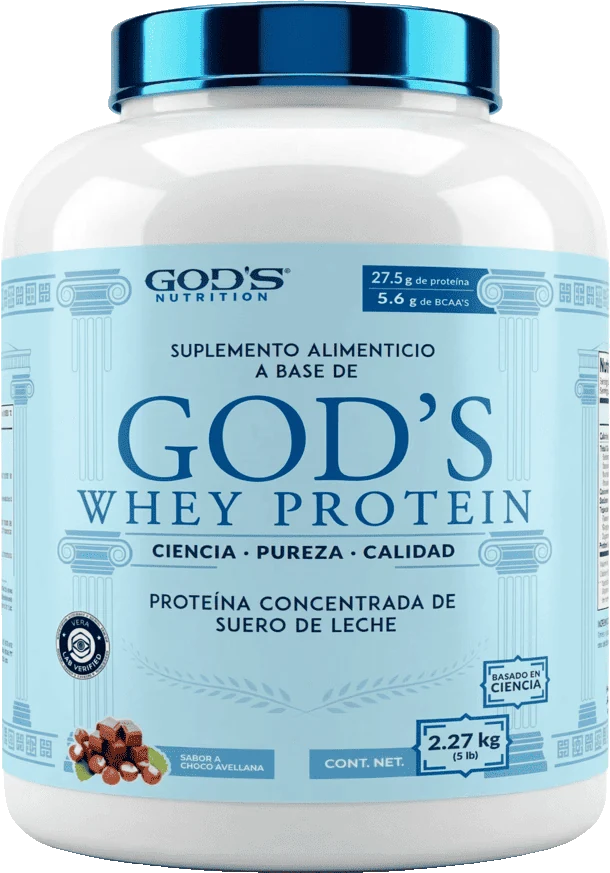 GOD'S®
NUTRITION
27.5 g de proteína
5.6 g de BCAA'S
SUPLEMENTO ALIMENTICIO
A BASE DE
GOD'S
WHEY PROTEIN
CIENCIA · PUREZA · CALIDAD
PROTEÍNA CONCENTRADA DE
SUERO DE LECHE
VERA
LAB VERIFIED
BASADO EN
CIENCIA
SABOR A
CHOCO AVELLANA
CONT. NET.
2.27 kg
(5 lb)